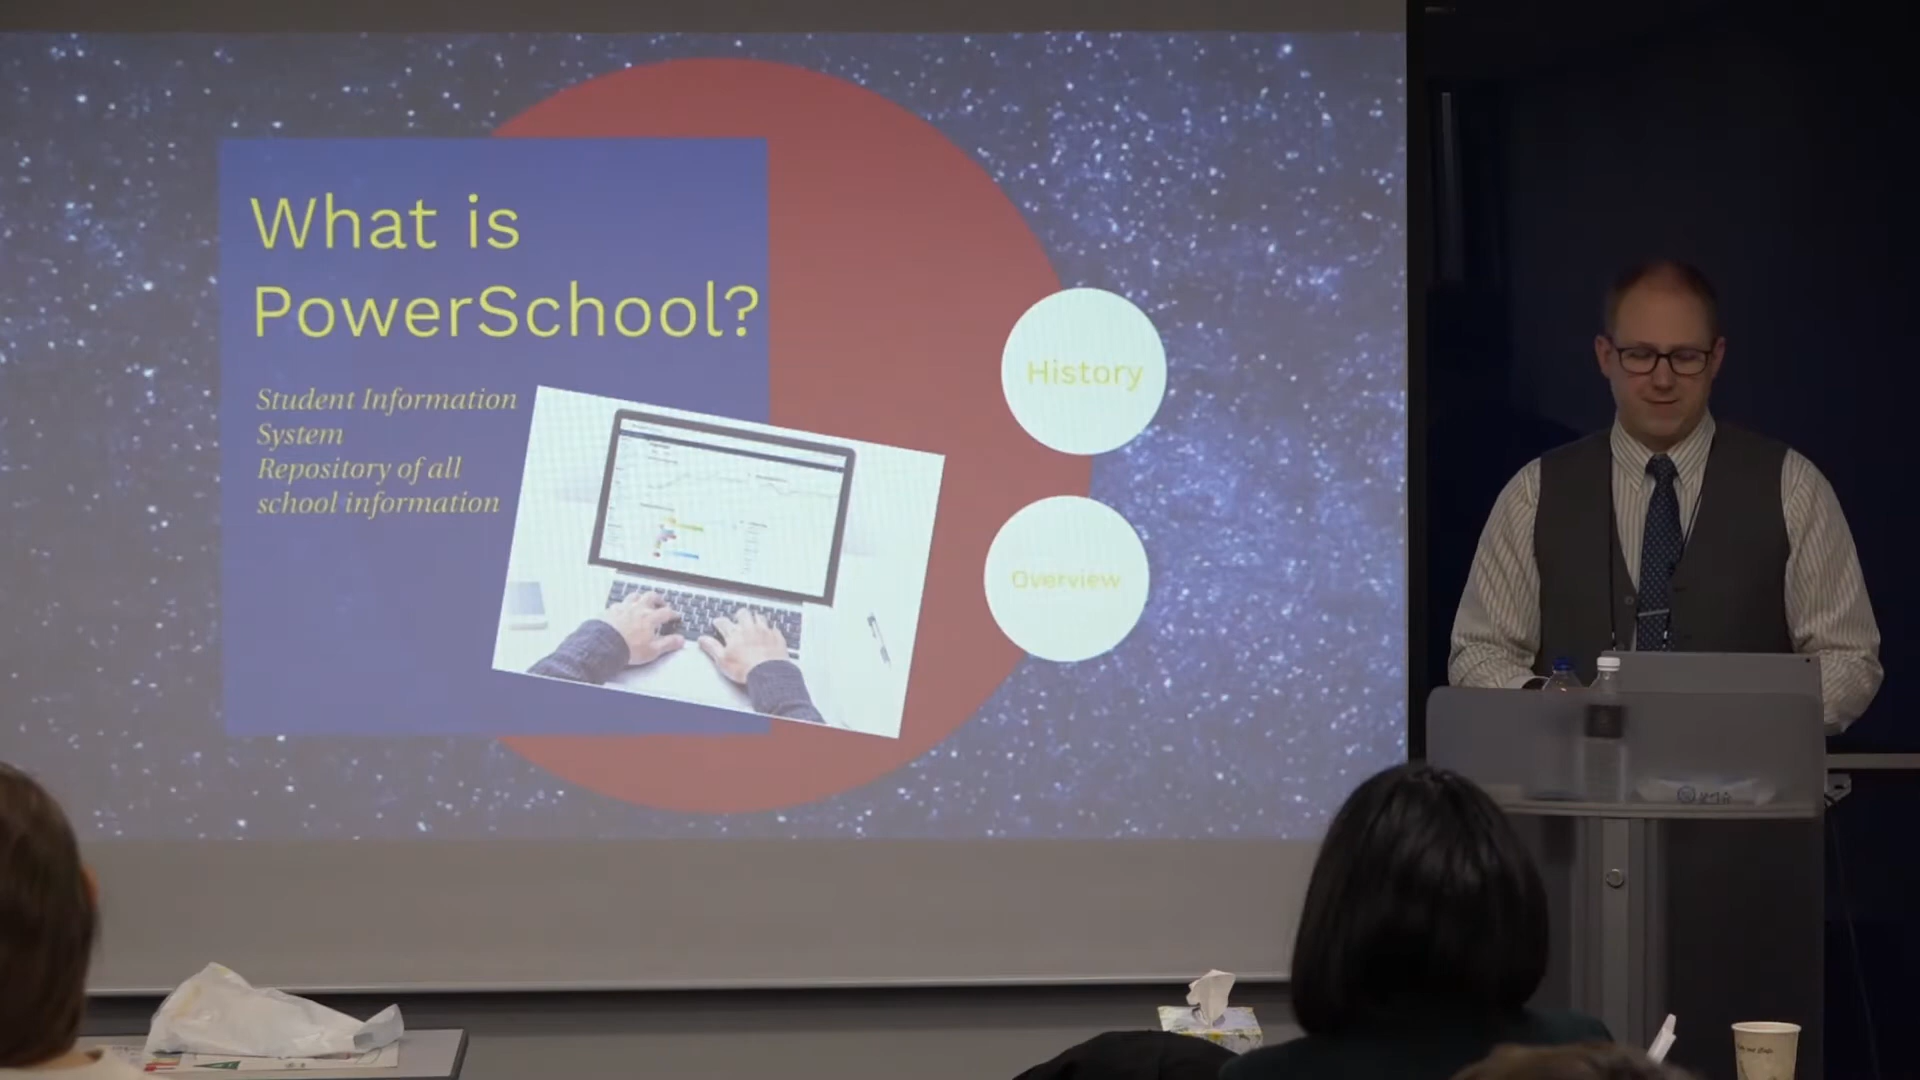 What is
PowerSchool?
Student Information
System
Repository of all
school information
History
Overview